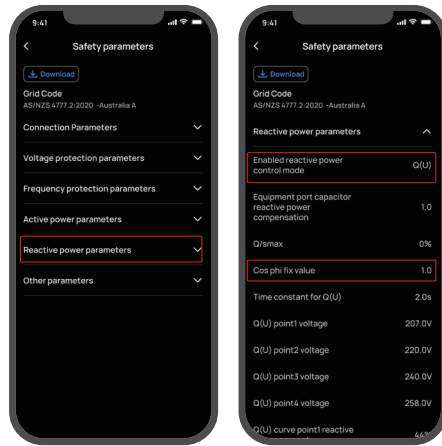 9:41
Safety parameters
Download
Grid Code
AS/NZS 4777.2:2020 -Australia A
Connection Parameters
Voltage protection parameters
Frequency protection parameters
Active power parameters
Reactive power parameters
Other parameters
9:41
Safety parameters
Download
Grid Code
AS/NZS 4777.2:2020 -Australia A
Reactive power parameters
Enabled reactive power
control mode Q(U)
Equipment port capacitor
reactive power 1.0
compensation
Q/smax 0%
Cos phi fix value 1.0
Time constant for Q(U) 2.0s
Q(U) point1 voltage 207.0V
Q(U) point2 voltage 220.0V
Q(U) point3 voltage 240.0V
Q(U) point4 voltage 258.0V
Q(U) curve point1 reactive
44%